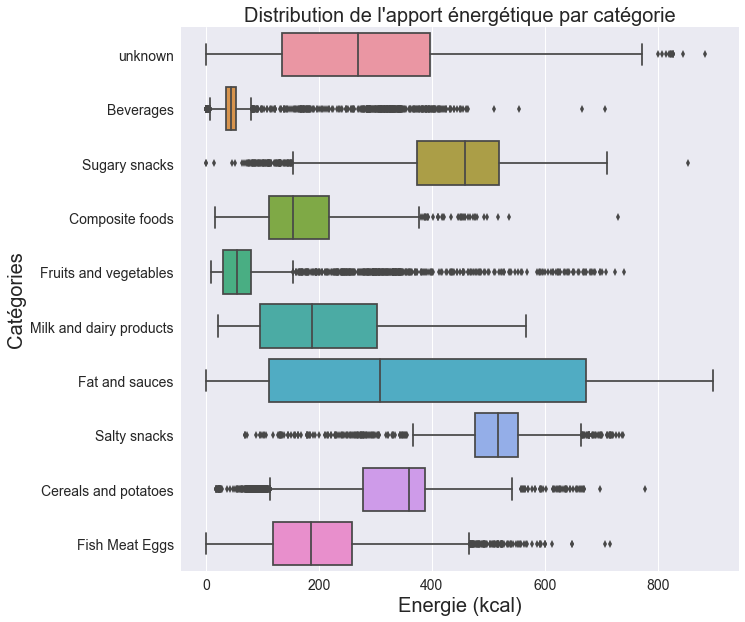 Distribution de l'apport énergétique par catégorie
Catégories
unknown
Beverages
Sugary snacks
Composite foods
Fruits and vegetables
Milk and dairy products
Fat and sauces
Salty snacks
Cereals and potatoes
Fish Meat Eggs
0 200 400 600 800
Energie (kcal)